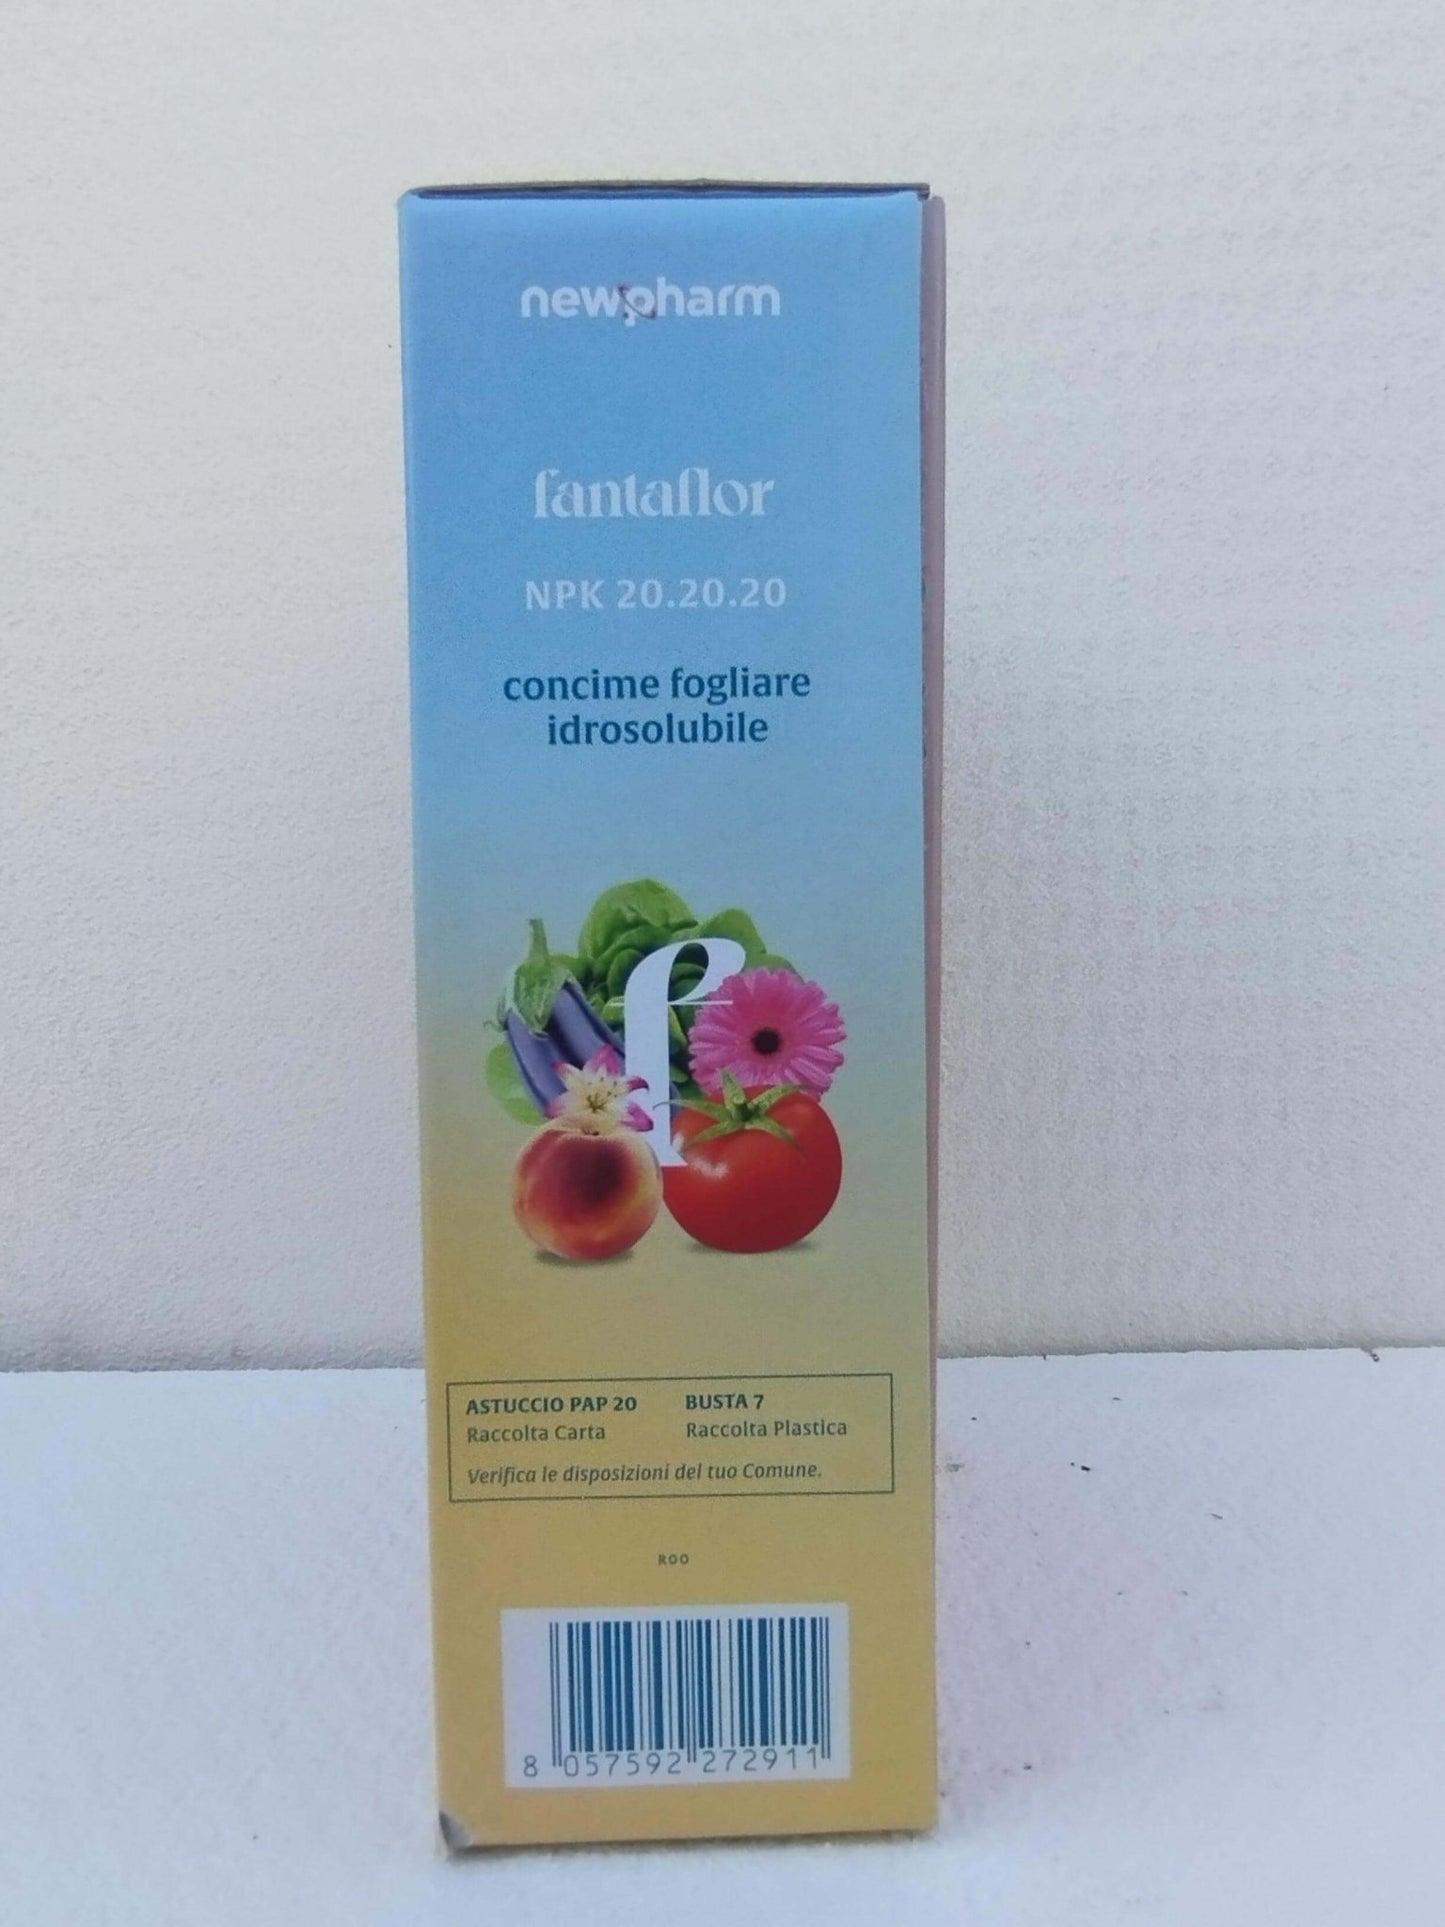 newpharm
fantaflor
NPK 20.20.20
concime fogliare
idrosolubile
f
ASTUCCIO PAP 20 BUSTA 7
Raccolta Carta Raccolta Plastica
Verifica le disposizioni del tuo Comune.
R00
8 057592 272911